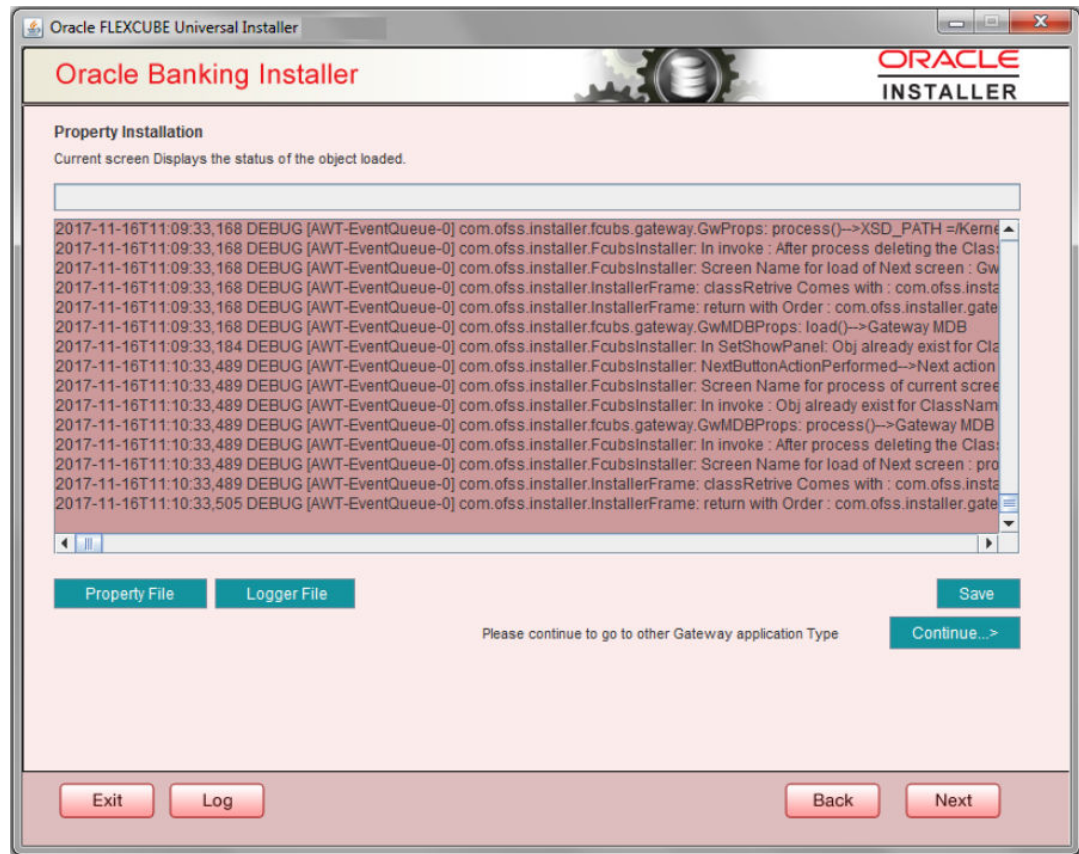 Oracle FLEXCUBE Universal Installer
Oracle Banking Installer
ORACLE
INSTALLER
Property Installation
Current screen Displays the status of the object loaded.
2017-11-16T11:09:33,168 DEBUG [AWT-EventQueue-0] com.ofss.installer.fcubs.gateway.GwProps: process()-->XSD_PATH =/Kerne
2017-11-16T11:09:33,168 DEBUG [AWT-EventQueue-0] com.ofss.installer.FcubsInstaller: In invoke : After process deleting the Clas
2017-11-16T11:09:33,168 DEBUG [AWT-EventQueue-0] com.ofss.installer.FcubsInstaller: Screen Name for load of Next screen : Gw
2017-11-16T11:09:33,168 DEBUG [AWT-EventQueue-0] com.ofss.installer.InstallerFrame: classRetrive Comes with : com.ofss.insta
2017-11-16T11:09:33,168 DEBUG [AWT-EventQueue-0] com.ofss.installer.InstallerFrame: return with Order : com.ofss.installer.gate
2017-11-16T11:09:33,168 DEBUG [AWT-EventQueue-0] com.ofss.installer.fcubs.gateway.GwMDBProps: load()-->Gateway MDB
2017-11-16T11:09:33,184 DEBUG [AWT-EventQueue-0] com.ofss.installer.FcubsInstaller: In SetShowPanel: Obj already exist for Cla
2017-11-16T11:10:33,489 DEBUG [AWT-EventQueue-0] com.ofss.installer.FcubsInstaller: NextButtonActionPerformed-->Next action
2017-11-16T11:10:33,489 DEBUG [AWT-EventQueue-0] com.ofss.installer.FcubsInstaller: Screen Name for process of current scree
2017-11-16T11:10:33,489 DEBUG [AWT-EventQueue-0] com.ofss.installer.FcubsInstaller: In invoke : Obj already exist for ClassNam
2017-11-16T11:10:33,489 DEBUG [AWT-EventQueue-0] com.ofss.installer.fcubs.gateway.GwMDBProps: process()-->Gateway MDB
2017-11-16T11:10:33,489 DEBUG [AWT-EventQueue-0] com.ofss.installer.FcubsInstaller: In invoke : After process deleting the Clas
2017-11-16T11:10:33,489 DEBUG [AWT-EventQueue-0] com.ofss.installer.FcubsInstaller: Screen Name for load of Next screen : pro
2017-11-16T11:10:33,489 DEBUG [AWT-EventQueue-0] com.ofss.installer.InstallerFrame: classRetrive Comes with : com.ofss.insta
2017-11-16T11:10:33,505 DEBUG [AWT-EventQueue-0] com.ofss.installer.InstallerFrame: return with Order : com.ofss.installer.gate
Property File Logger File Save
Please continue to go to other Gateway application Type Continue...>
Exit Log Back Next